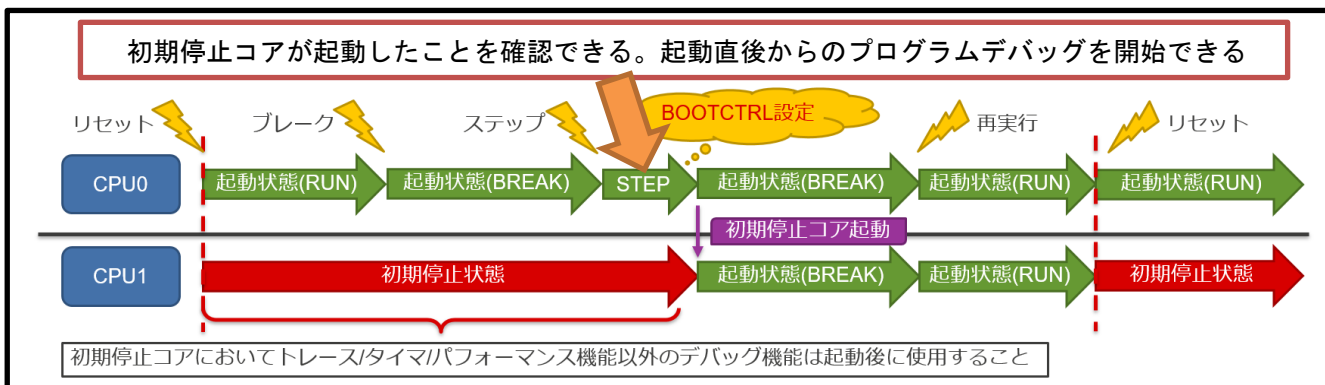 初期停止コアが起動したことを確認できる。起動直後からのプログラムデバッグを開始できる
リセット ブレーク ステップ BOOTCTRL設定 再実行 リセット
CPU0 起動状態(RUN) 起動状態(BREAK) STEP 起動状態(BREAK) 起動状態(RUN) 起動状態(RUN)
初期停止コア起動
CPU1 初期停止状態 起動状態(BREAK) 起動状態(RUN) 初期停止状態
初期停止コアにおいてトレース/タイマ/パフォーマンス機能以外のデバッグ機能は起動後に使用すること